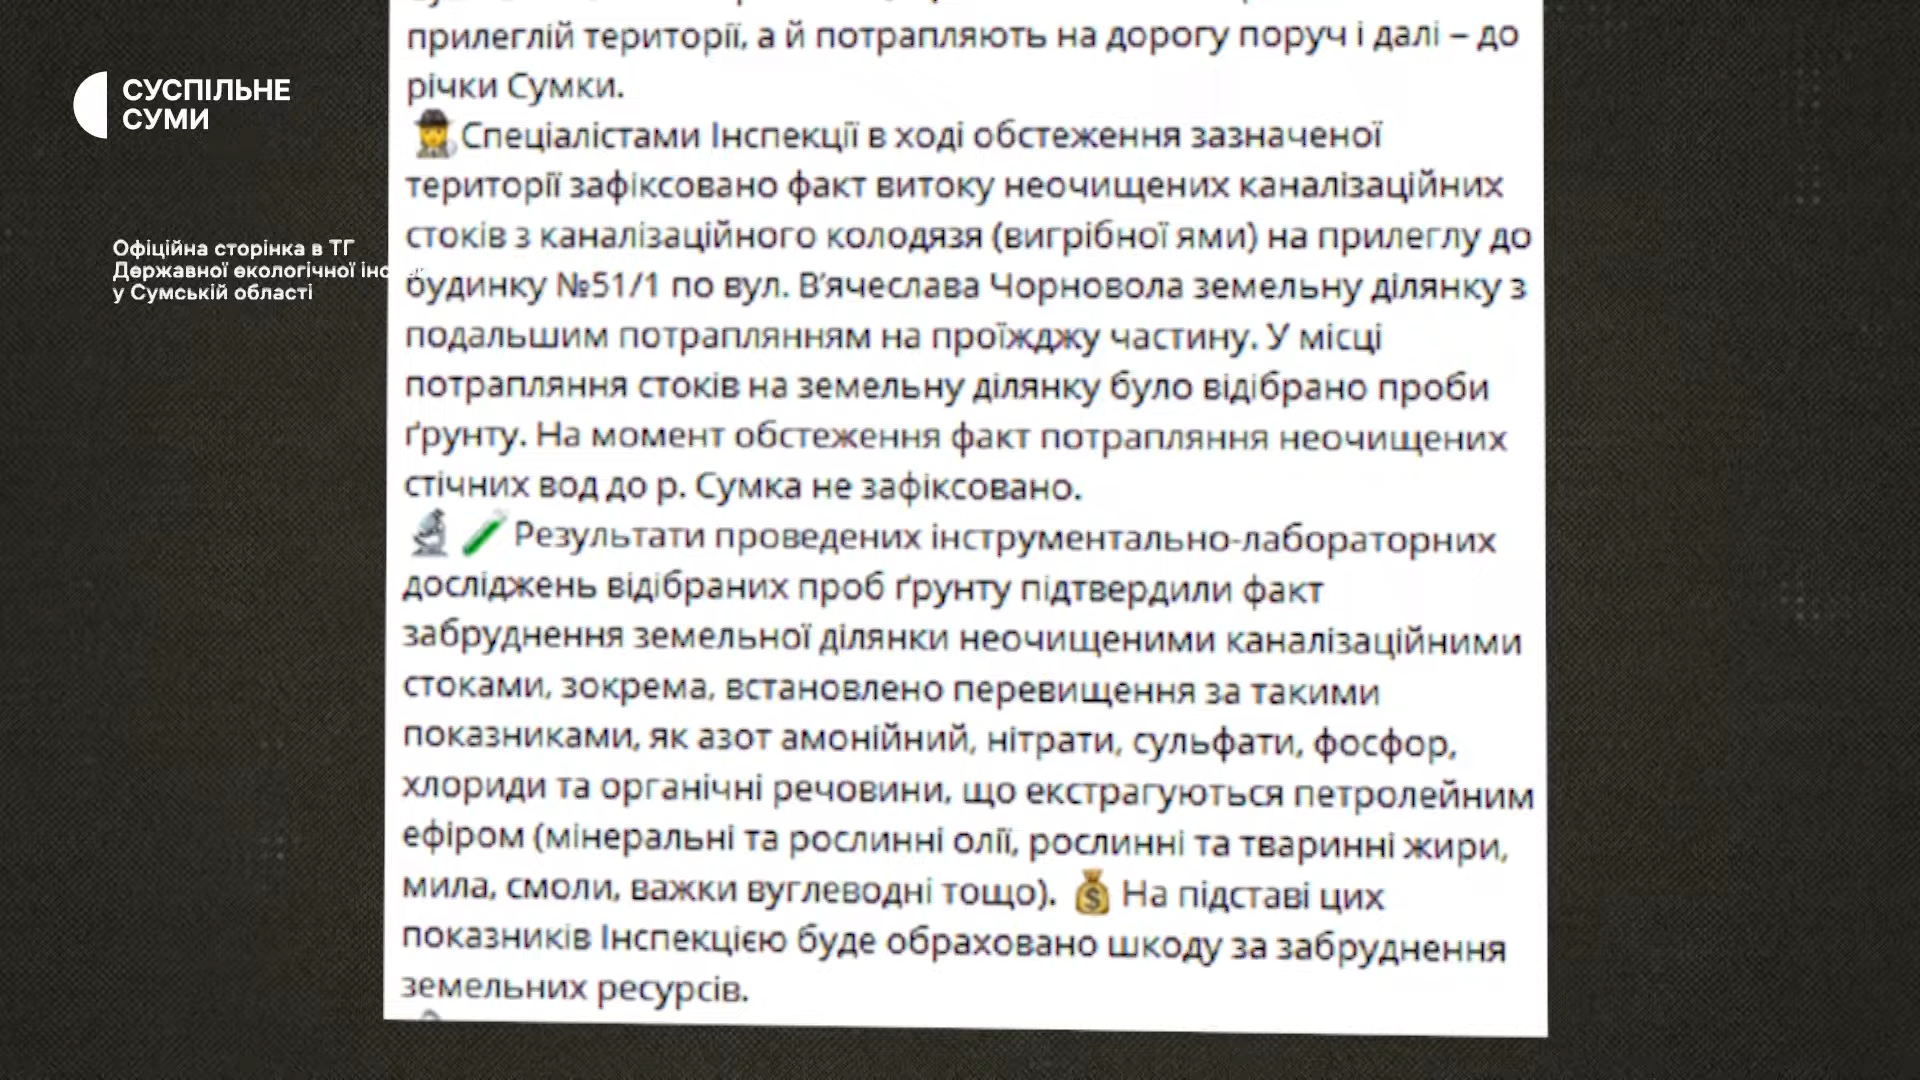 СУСПІЛЬНЕ
СУМИ
Офіційна сторінка в ТГ
Державної екологічної
у Сумській області
прилеглій території, а й потрапляють на дорогу поруч і далі – до
річки Сумки.
Спеціалістами Інспекції в ході обстеження зазначеної
території зафіксовано факт витоку неочищених каналізаційних
стоків з каналізаційного колодязя (вигрібної ями) на прилеглу до
будинку №51/1 по вул. В’ячеслава Чорновола земельну ділянку з
подальшим потраплянням на проїжджу частину. У місці
потрапляння стоків на земельну ділянку було відібрано проби
ґрунту. На момент обстеження факт потрапляння неочищених
стічних вод до р. Сумка не зафіксовано.
Результати проведених інструментально-лабораторних
досліджень відібраних проб ґрунту підтвердили факт
забруднення земельної ділянки неочищеними каналізаційними
стоками, зокрема, встановлено перевищення за такими
показниками, як азот амонійний, нітрати, сульфати, фосфор,
хлориди та органічні речовини, що екстрагуються петролейним
ефіром (мінеральні та рослинні олії, рослинні та тваринні жири,
мила, смоли, важки вуглеводні тощо). На підставі цих
показників Інспекцією буде обраховано шкоду за забруднення
земельних ресурсів.